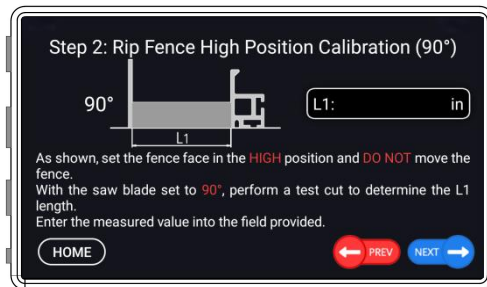 Step 2: Rip Fence High Position Calibration (90°)
90°
L1
L1: in
As shown, set the fence face in the HIGH position and DO NOT move the
fence.
With the saw blade set to 90°, perform a test cut to determine the L1
length.
Enter the measured value into the field provided.
HOME
PREV
NEXT